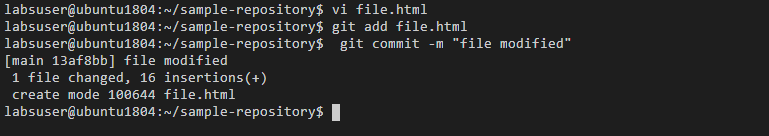 labsuser@ubuntu1804:~/sample-repository$ vi file.html
labsuser@ubuntu1804:~/sample-repository$ git add file.html
labsuser@ubuntu1804:~/sample-repository$  git commit -m "file modified"
[main 13af8bb] file modified
 1 file changed, 16 insertions(+)
 create mode 100644 file.html
labsuser@ubuntu1804:~/sample-repository$